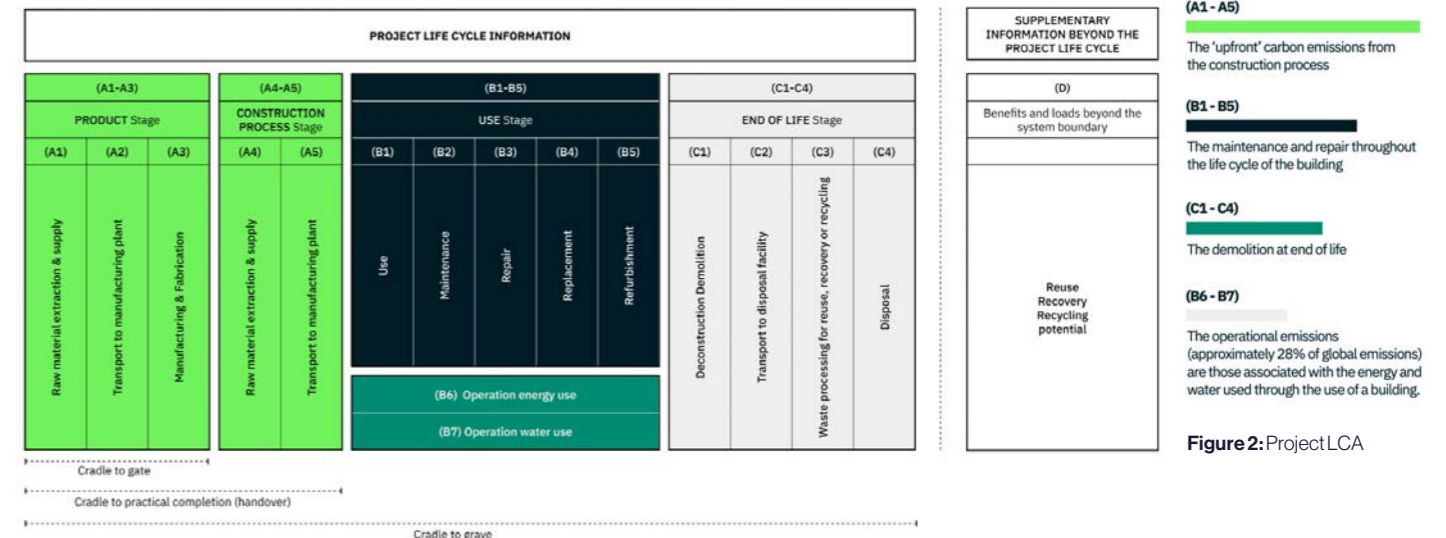 PROJECT LIFE CYCLE INFORMATION
(A1-A3)
PRODUCT Stage
(A1)
(A2)
(A3)
Raw material extraction & supply
Transport to manufacturing plant
Manufacturing & Fabrication
(A4-A5)
CONSTRUCTION
PROCESS Stage
(A4)
(A5)
Raw material extraction & supply
Transport to manufacturing plant
(B1-B5)
USE Stage
(B1)
(B2)
(B3)
(B4)
(B5)
Use
Maintenance
Repair
Replacement
Refurbishment
(B6) Operation energy use
(B7) Operation water use
(C1-C4)
END OF LIFE Stage
(C1)
(C2)
(C3)
(C4)
Deconstruction Demolition
Transport to disposal facility
Waste processing for reuse, recovery or recycling
Disposal
Cradle to gate
Cradle to practical completion (handover)
Cradle to grave
SUPPLEMENTARY
INFORMATION BEYOND THE
PROJECT LIFE CYCLE
(D)
Benefits and loads beyond the
system boundary
Reuse
Recovery
Recycling
potential
(A1 - A5)
The ‘upfront’ carbon emissions from
the construction process
(B1 - B5)
The maintenance and repair throughout
the life cycle of the building
(C1 - C4)
The demolition at end of life
(B6 - B7)
The operational emissions
(approximately 28% of global emissions)
are those associated with the energy and
water used through the use of a building.
Figure 2: Project LCA